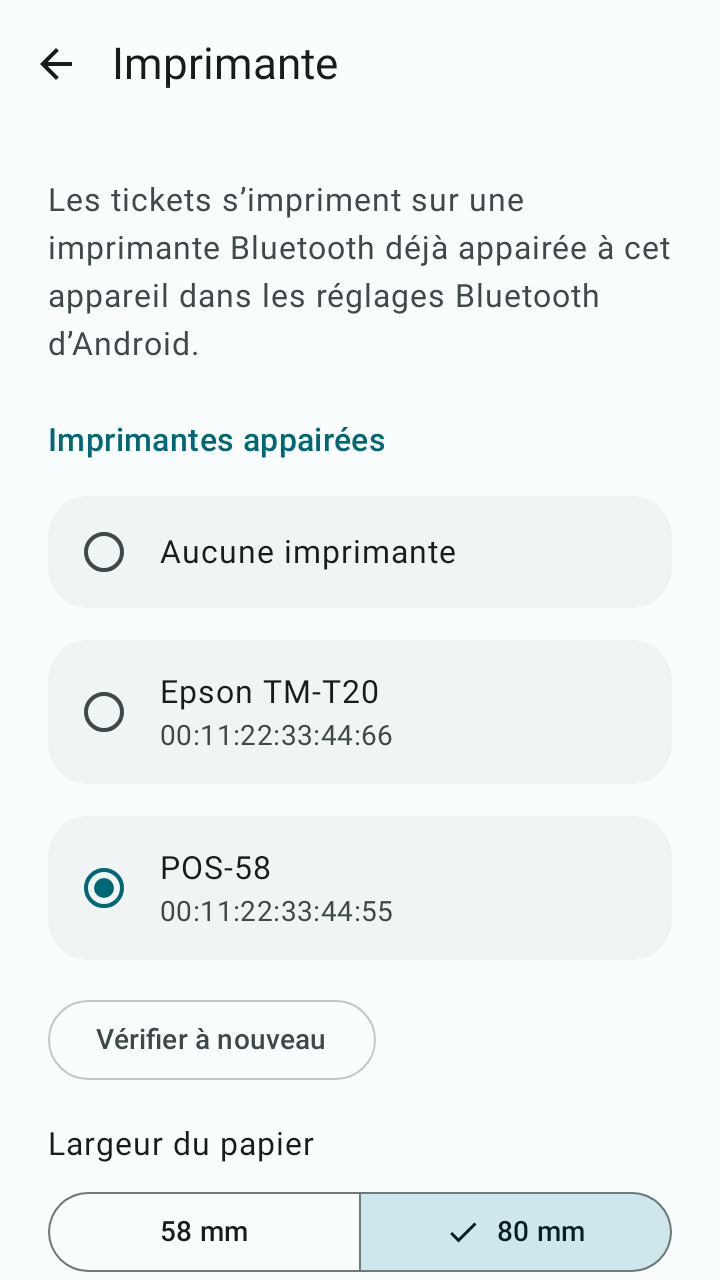 Imprimante
Les tickets s’impriment sur une
imprimante Bluetooth déjà appairée à cet
appareil dans les réglages Bluetooth
d’Android.
Imprimantes appairées
Aucune imprimante
Epson TM-T20
00:11:22:33:44:66
POS-58
00:11:22:33:44:55
Vérifier à nouveau
Largeur du papier
58 mm
80 mm